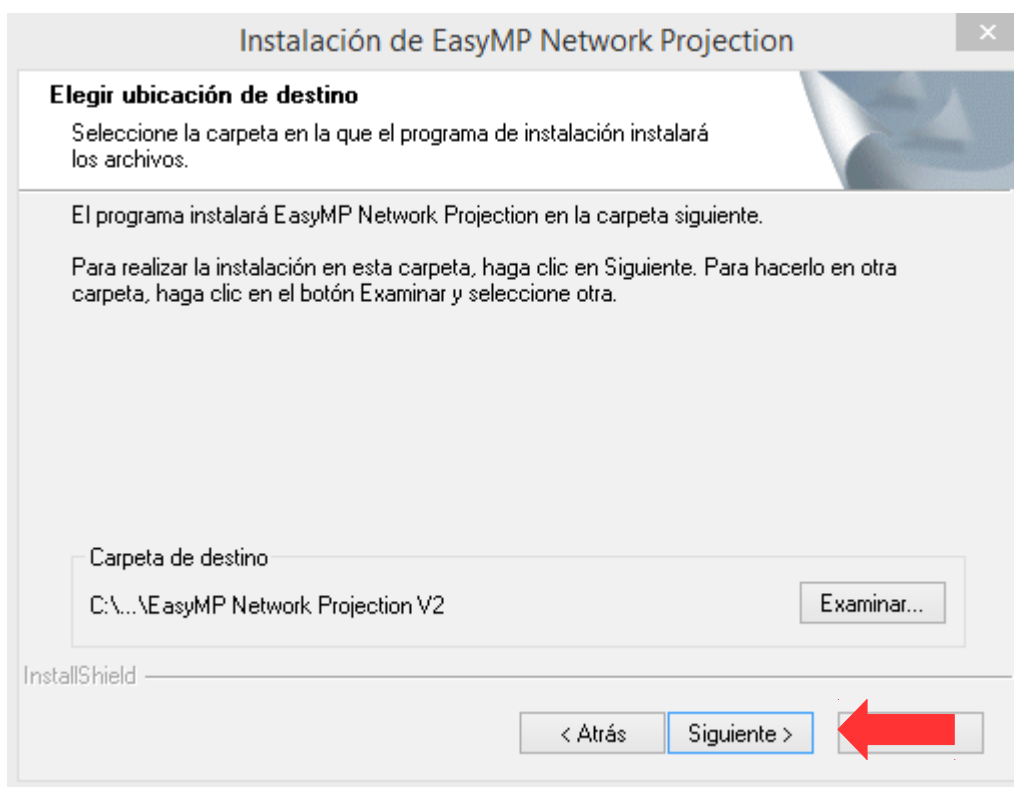 Instalación de EasyMP Network Projection
Elegir ubicación de destino
Seleccione la carpeta en la que el programa de instalación instalará
los archivos.
El programa instalará EasyMP Network Projection en la carpeta siguiente.
Para realizar la instalación en esta carpeta, haga clic en Siguiente. Para hacerlo en otra
carpeta, haga clic en el botón Examinar y seleccione otra.
Carpeta de destino
C:\...\EasyMP Network Projection V2
Examinar...
InstallShield
< Atrás
Siguiente >